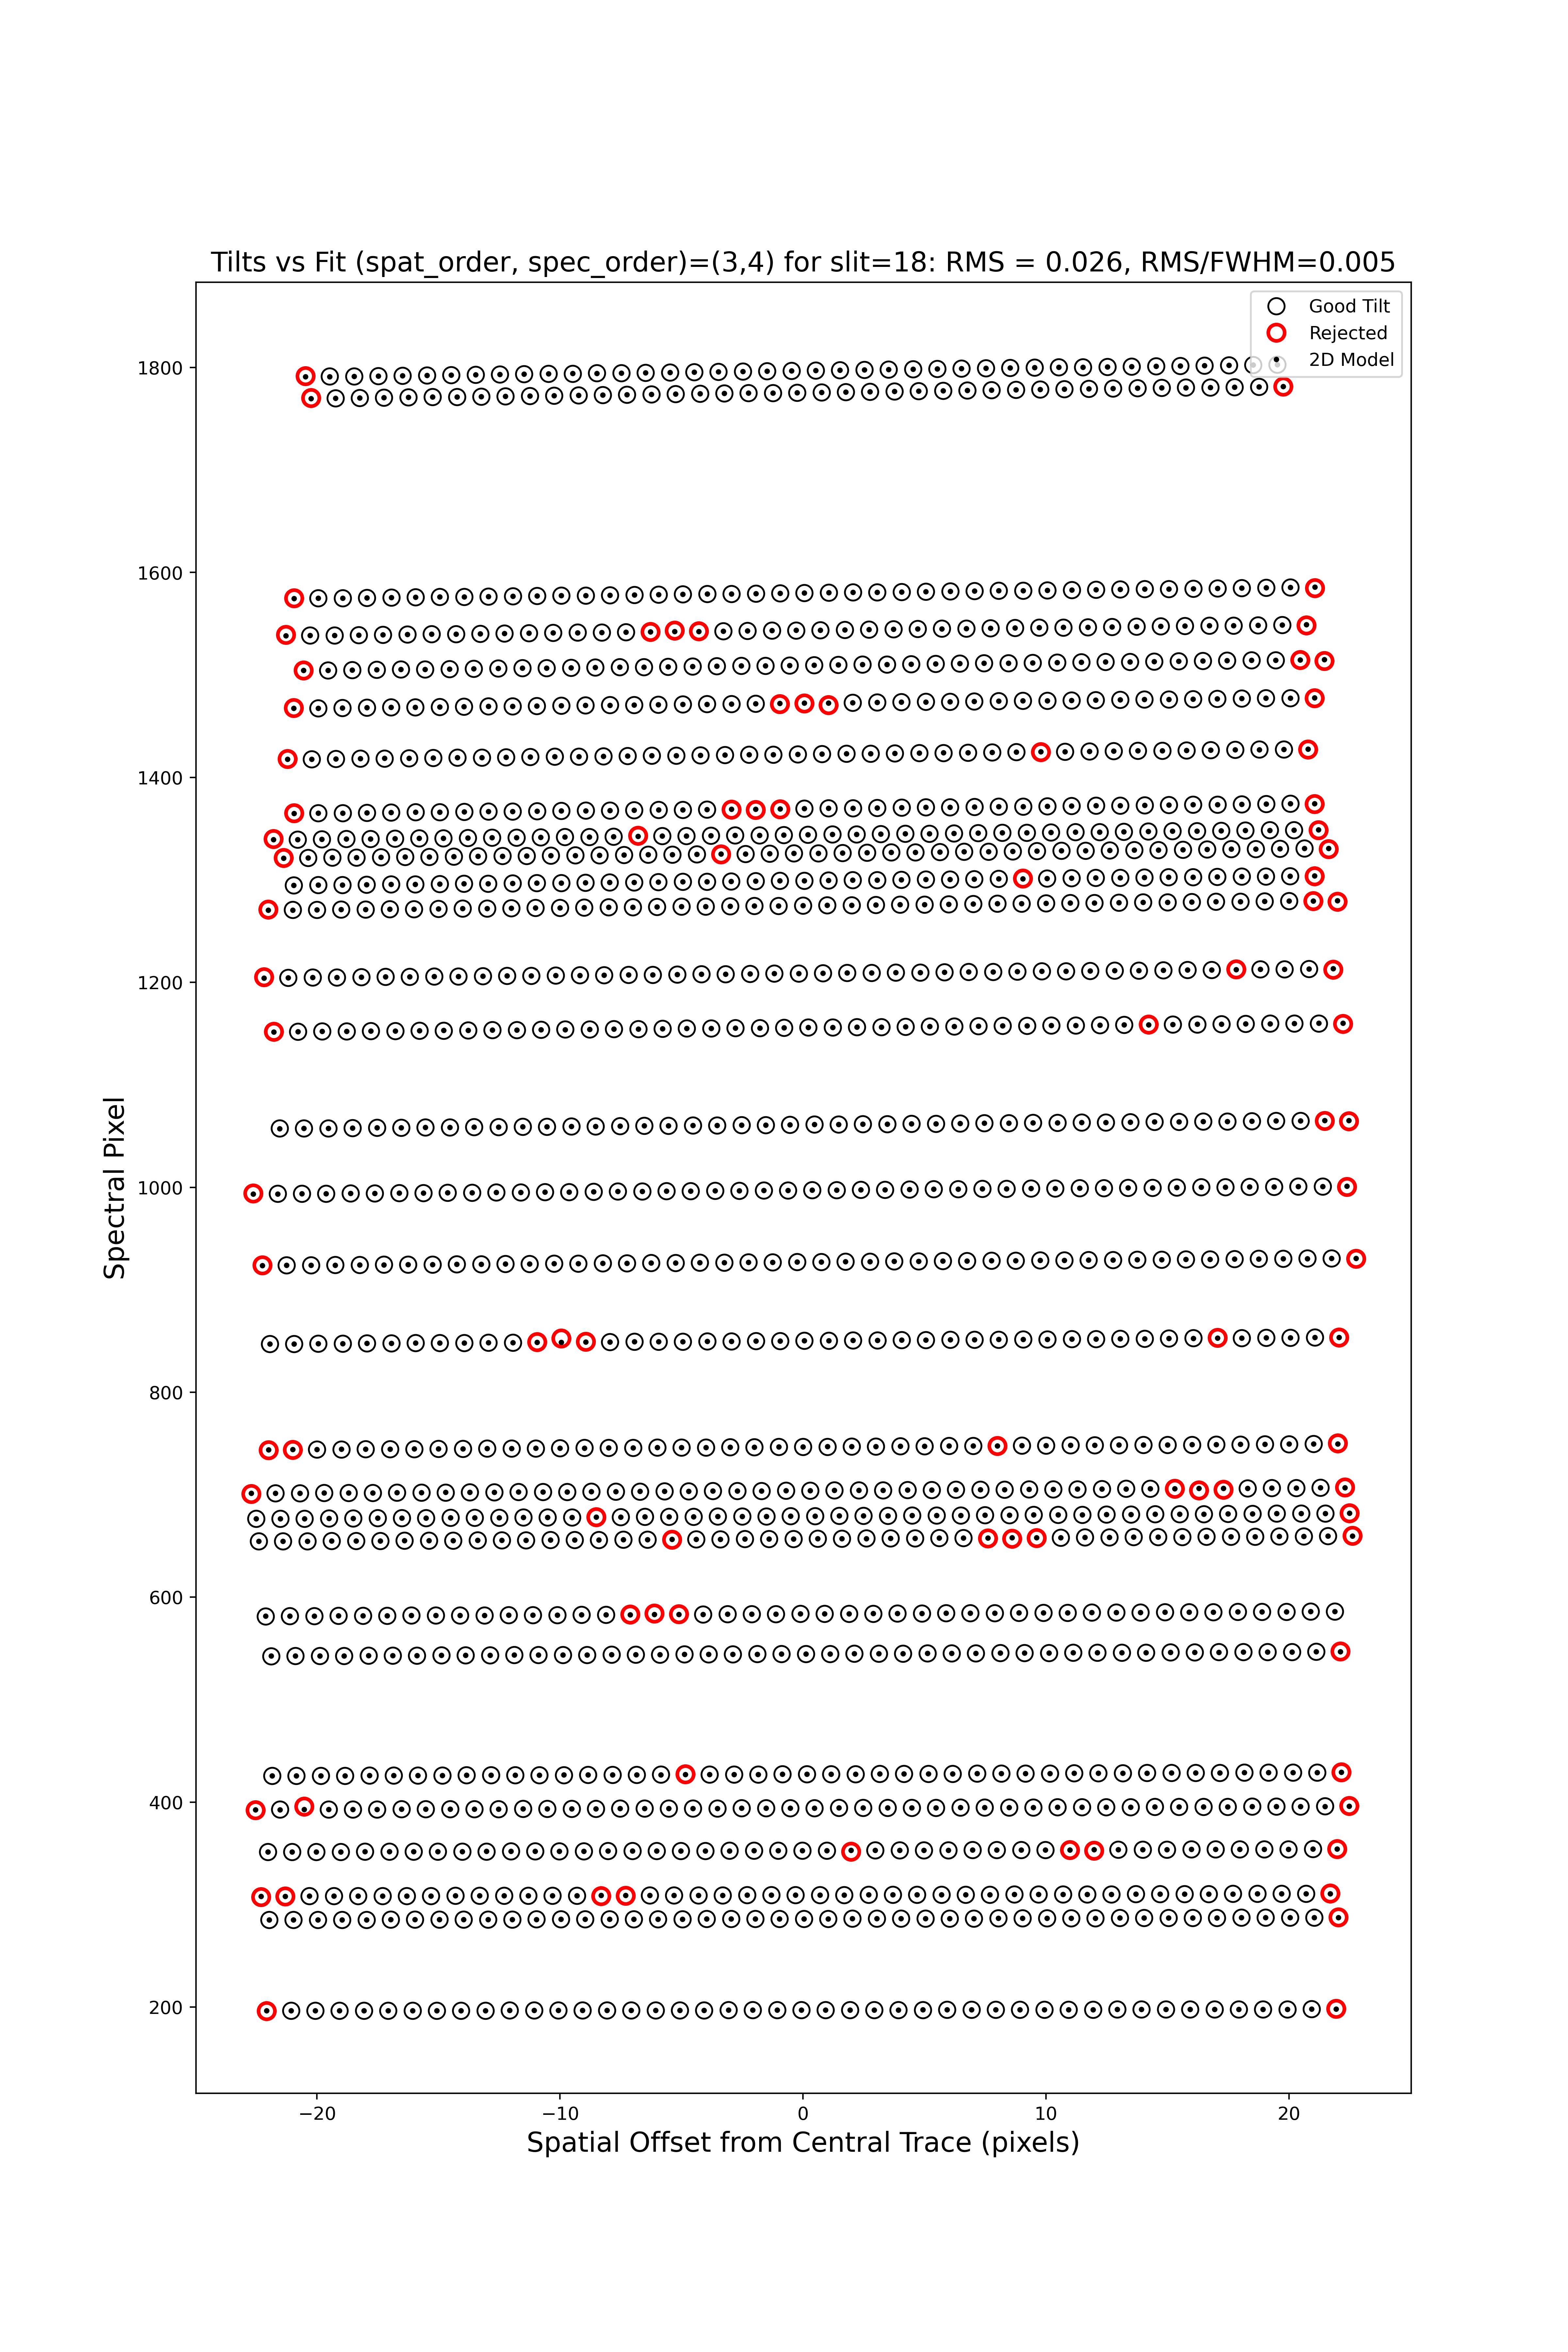 Tilts vs Fit (spat_order, spec_order)=(3,4) for slit=18: RMS = 0.026, RMS/FWHM=0.005
Good Tilt
Rejected
2D Model
1800
1600
1400
1200
1000
800
600
400
200
Spectral Pixel
−20 −10 0 10 20
Spatial Offset from Central Trace (pixels)